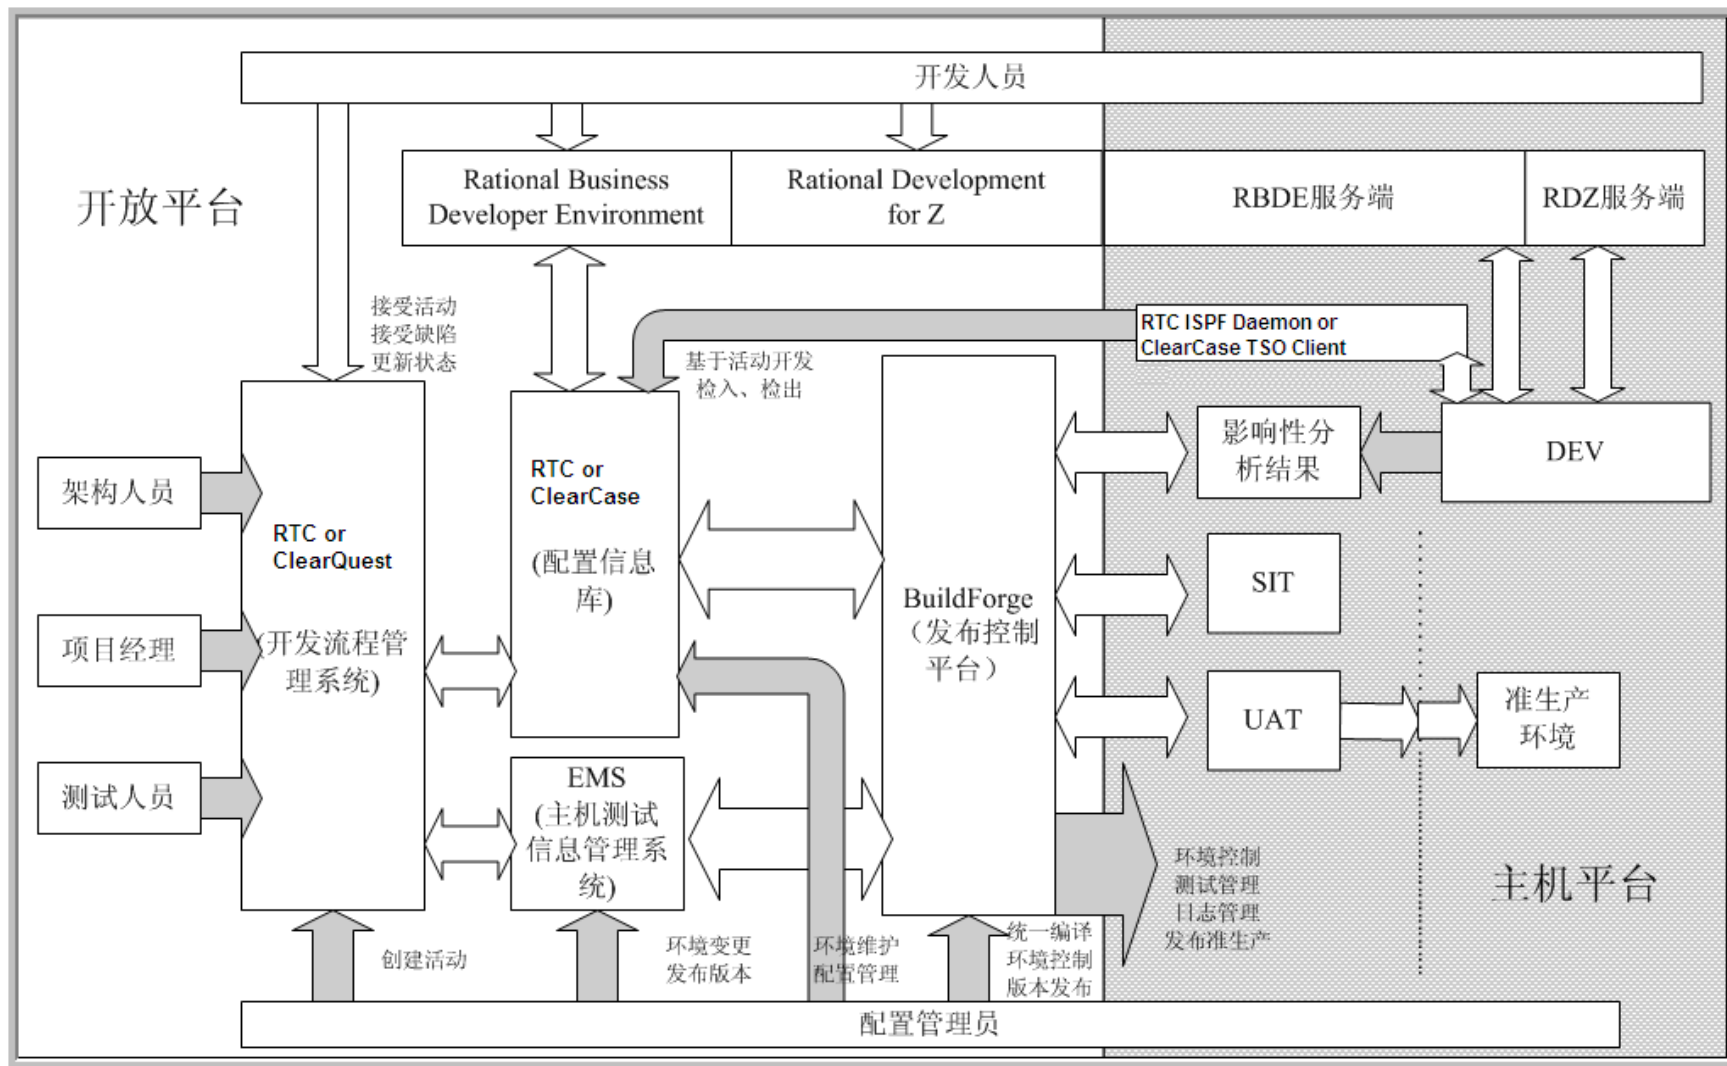 开发人员
开放平台
Rational Business
Developer Environment
Rational Development
for Z
RBDE服务端
RDZ服务端
接受活动
接受缺陷
更新状态
基于活动开发
检入、检出
RTC ISPF Daemon or
ClearCase TSO Client
架构人员
项目经理
测试人员
RTC or
ClearQuest
(开发流程管
理系统)
RTC or
ClearCase
(配置信息
库)
EMS
(主机测试
信息管理系
统)
BuildForge
（发布控制
平台）
影响性分
析结果
DEV
SIT
UAT
准生产
环境
主机平台
环境控制
测试管理
日志管理
发布准生产
创建活动
环境变更
发布版本
环境维护
配置管理
统一编译
环境控制
版本发布
配置管理员